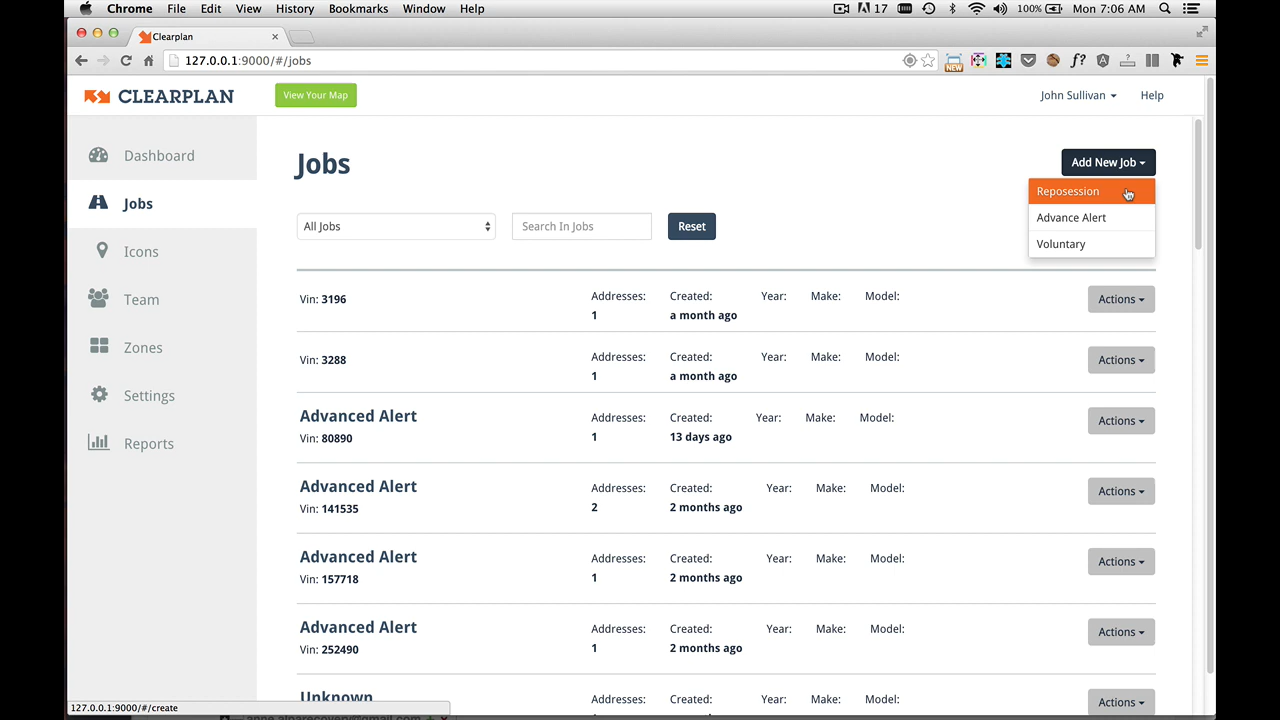 Chrome File Edit View History Bookmarks Window Help 17 100% Mon 7:06 AM
Clearplan
127.0.0.1:9000/#/jobs NEW f?
CLEARPLAN View Your Map John Sullivan Help
Dashboard
Jobs
Icons
Team
Zones
Settings
Reports
Jobs
Add New Job
Reposession
Advance Alert
Voluntary
All Jobs Search In Jobs Reset
Vin: 3196 Addresses: 1 Created: a month ago Year: Make: Model: Actions
Vin: 3288 Addresses: 1 Created: a month ago Year: Make: Model: Actions
Advanced Alert
Vin: 80890 Addresses: 1 Created: 13 days ago Year: Make: Model: Actions
Advanced Alert
Vin: 141535 Addresses: 2 Created: 2 months ago Year: Make: Model: Actions
Advanced Alert
Vin: 157718 Addresses: 1 Created: 2 months ago Year: Make: Model: Actions
Advanced Alert
Vin: 252490 Addresses: 1 Created: 2 months ago Year: Make: Model: Actions
Unknown Addresses: Created: Year: Make: Model: Actions
127.0.0.1:9000/#/create